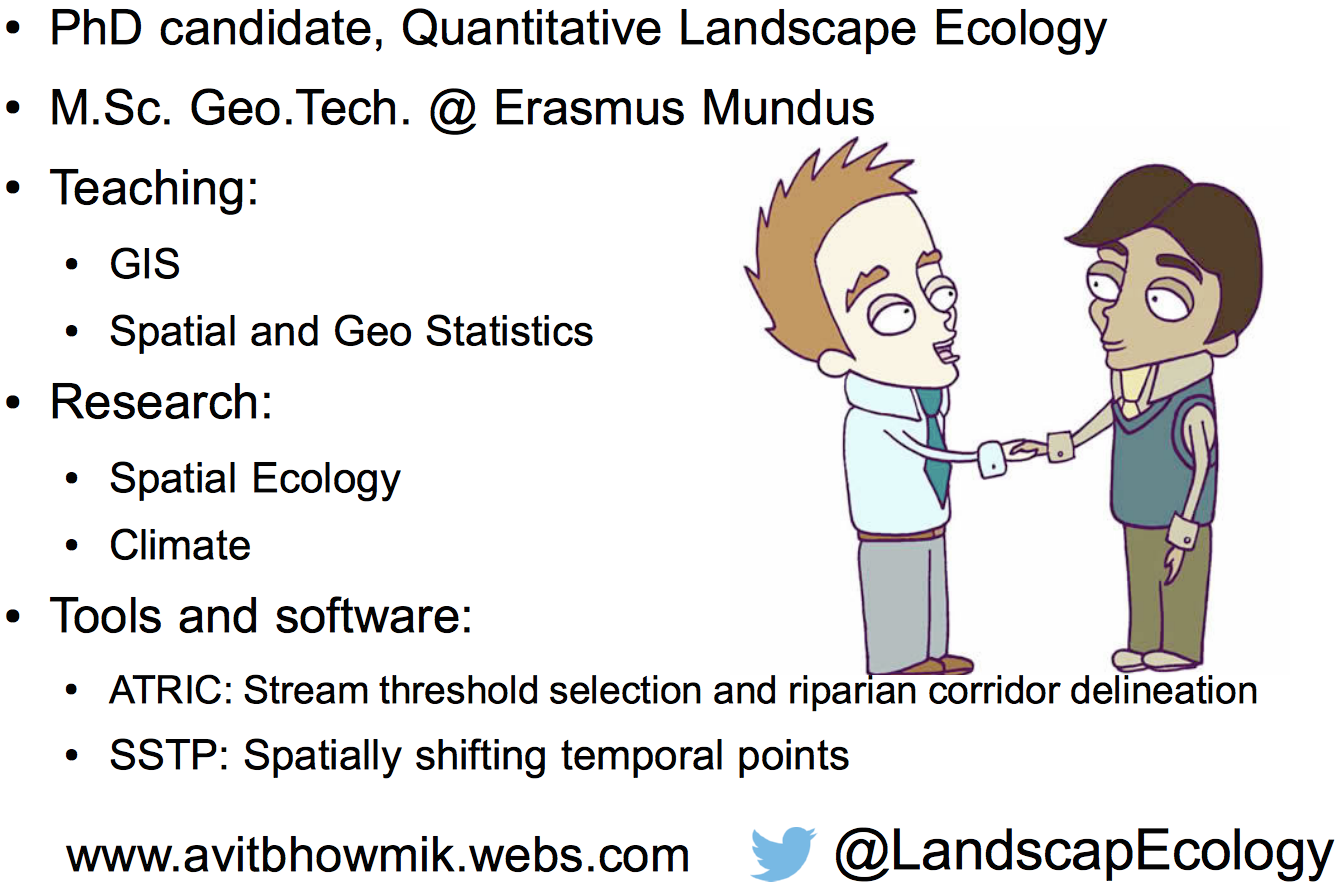 • PhD candidate, Quantitative Landscape Ecology
• M.Sc. Geo.Tech. @ Erasmus Mundus
• Teaching:
• GIS
• Spatial and Geo Statistics
• Research:
• Spatial Ecology
• Climate
• Tools and software:
• ATRIC: Stream threshold selection and riparian corridor delineation
• SSTP: Spatially shifting temporal points
www.avitbhowmik.webs.com @LandscapEcology